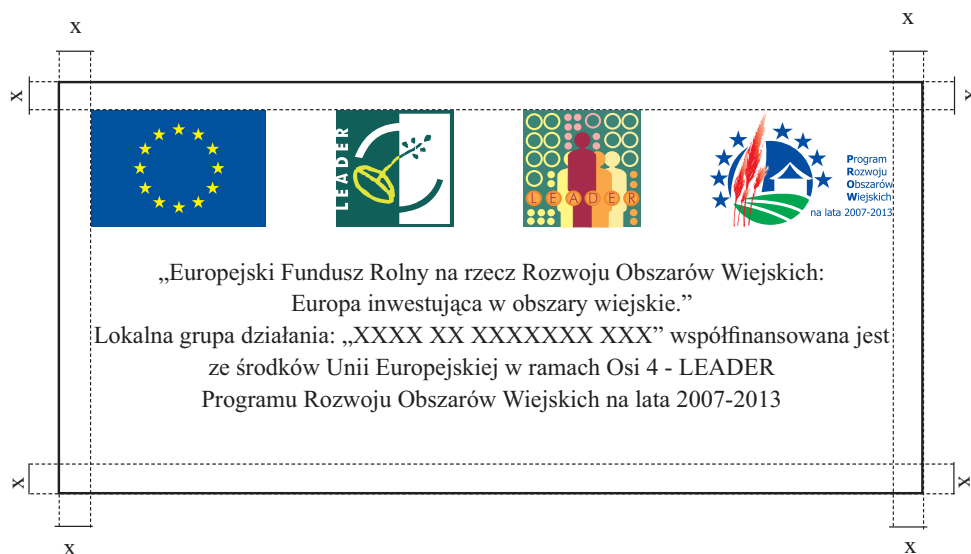 x
x
x
x
LEADER
LEADER
Program
Rozwoju
Obszarów
Wiejskich
na lata 2007-2013
„Europejski Fundusz Rolny na rzecz Rozwoju Obszarów Wiejskich:
Europa inwestująca w obszary wiejskie.”
Lokalna grupa działania: „XXXX XX XXXXXXX XXX” współfinansowana jest
ze środków Unii Europejskiej w ramach Osi 4 - LEADER
Programu Rozwoju Obszarów Wiejskich na lata 2007-2013
x
x
x
x